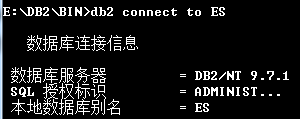 E:\DB2\BIN>db2 connect to ES
数据库连接信息
数据库服务器 = DB2/NT 9.7.1
SQL 授权标识 = ADMINIST...
本地数据库别名 = ES